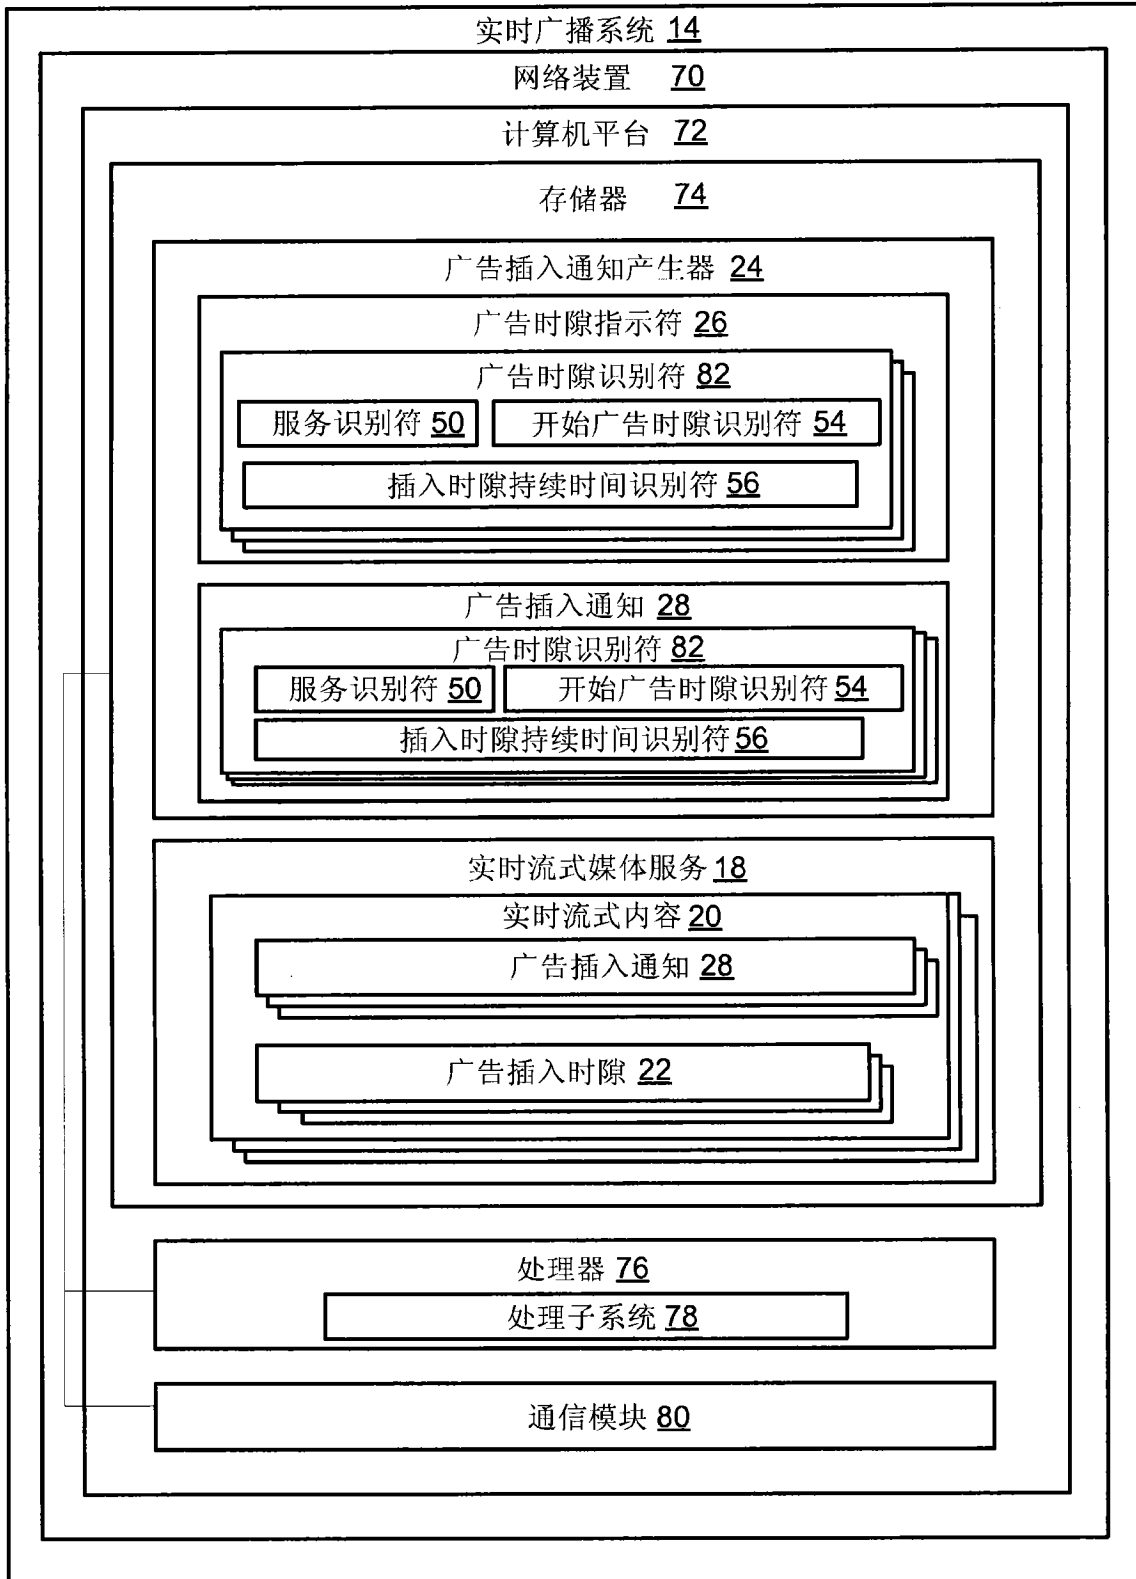 实时广播系统 14
网络装置 70
计算机平台 72
存储器 74
广告插入通知产生器 24
广告时隙指示符 26
广告时隙识别符 82
服务识别符 50 开始广告时隙识别符 54
插入时隙持续时间识别符 56
广告插入通知 28
广告时隙识别符 82
服务识别符 50 开始广告时隙识别符 54
插入时隙持续时间识别符 56
实时流式媒体服务 18
实时流式内容 20
广告插入通知 28
广告插入时隙 22
处理器 76
处理子系统 78
通信模块 80